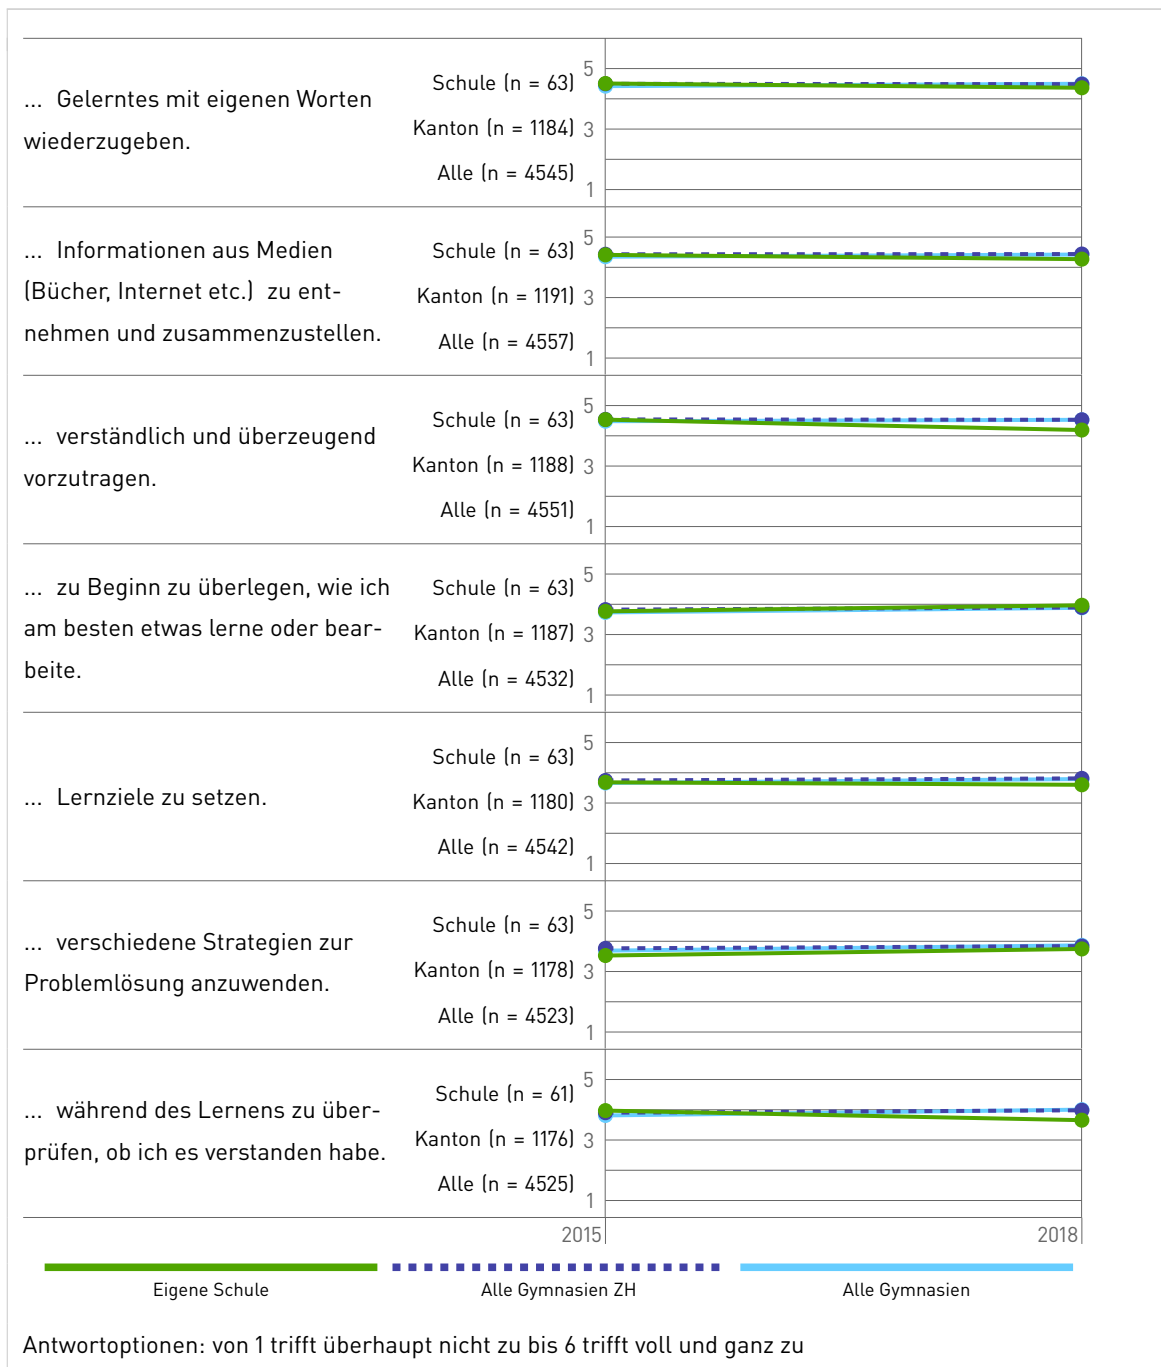 ... Gelerntes mit eigenen Worten
wiederzugeben.
Schule (n = 63)
Kanton (n = 1184)
Alle (n = 4545)
5
3
1
... Informationen aus Medien
(Bücher, Internet etc.) zu ent-
nehmen und zusammenzustellen.
Schule (n = 63)
Kanton (n = 1191)
Alle (n = 4557)
5
3
1
... verständlich und überzeugend
vorzutragen.
Schule (n = 63)
Kanton (n = 1188)
Alle (n = 4551)
5
3
1
... zu Beginn zu überlegen, wie ich
am besten etwas lerne oder bear-
beite.
Schule (n = 63)
Kanton (n = 1187)
Alle (n = 4532)
5
3
1
... Lernziele zu setzen.
Schule (n = 63)
Kanton (n = 1180)
Alle (n = 4542)
5
3
1
... verschiedene Strategien zur
Problemlösung anzuwenden.
Schule (n = 63)
Kanton (n = 1178)
Alle (n = 4523)
5
3
1
... während des Lernens zu über-
prüfen, ob ich es verstanden habe.
Schule (n = 61)
Kanton (n = 1176)
Alle (n = 4525)
5
3
1
2015 2018
Eigene Schule Alle Gymnasien ZH Alle Gymnasien
Antwortoptionen: von 1 trifft überhaupt nicht zu bis 6 trifft voll und ganz zu